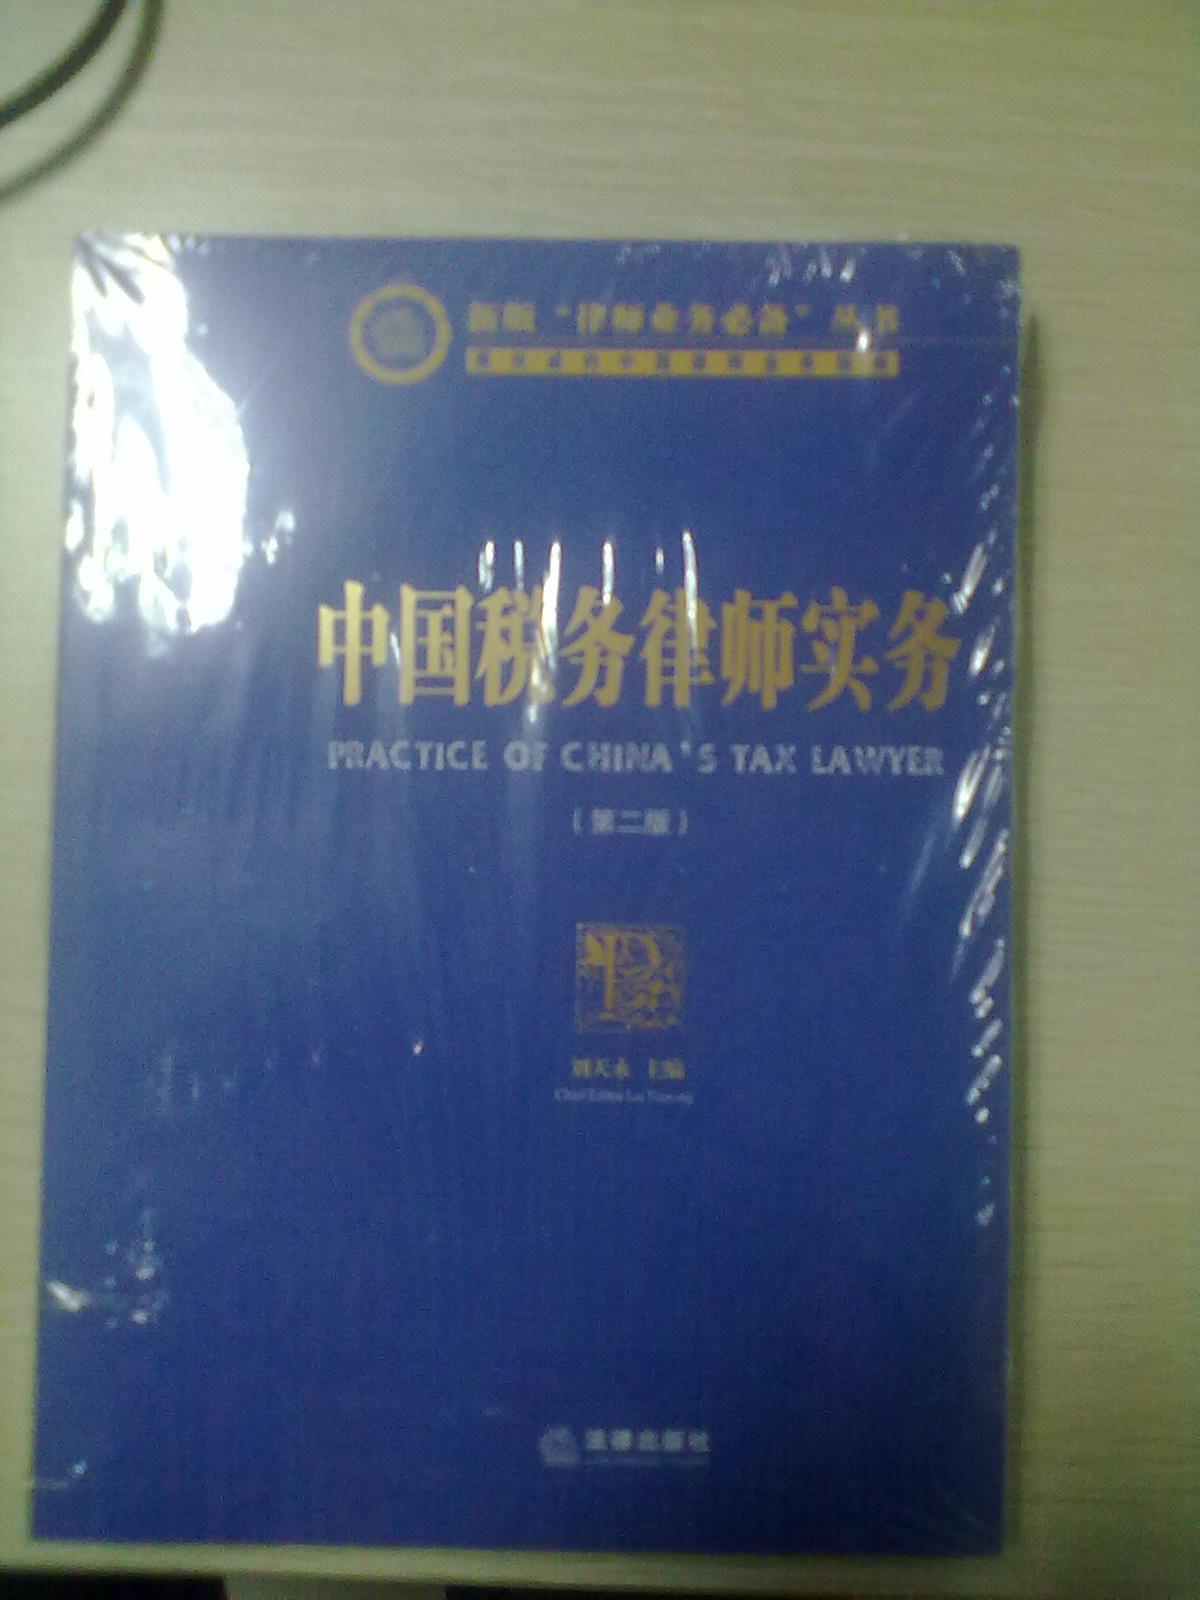 新版“律师业务必备”丛书
中国税务律师实务
PRACTICE OF CHINA'S TAX LAWYER
（第二版）
刘天永 主编
法律出版社